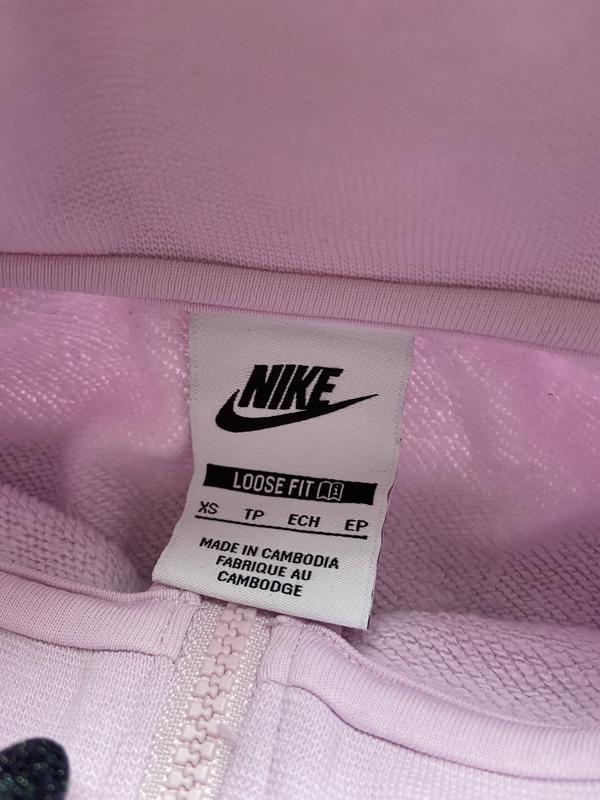 NIKE
LOOSE FIT
XS TP ECH EP
MADE IN CAMBODIA
FABRIQUE AU
CAMBODGE